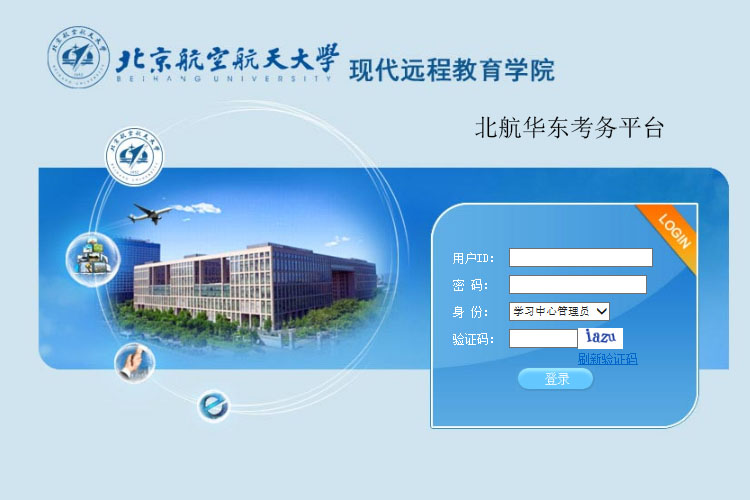 北京航空航天大学
BEIHANG UNIVERSITY
现代远程教育学院
北航华东考务平台
LOGIN
用户ID：
密 码：
身 份： 学习中心管理员
验证码： iazu
刷新验证码
登录